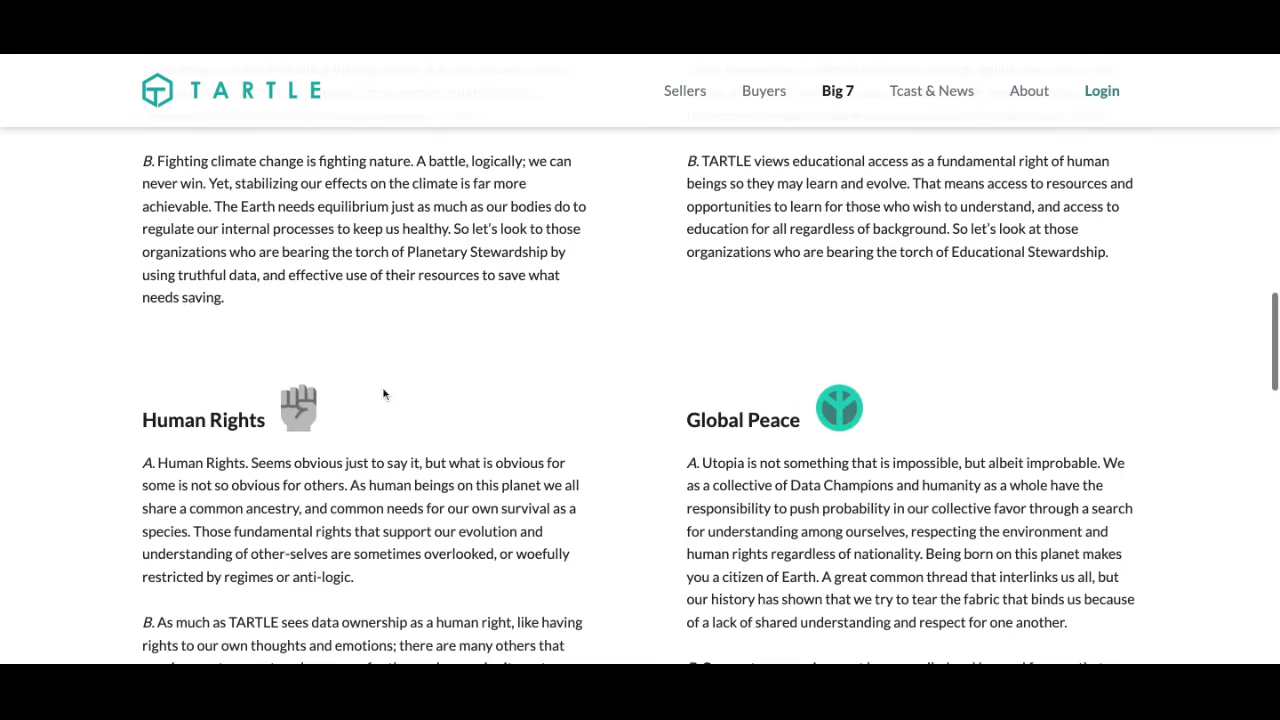 TARTLE
Sellers
Buyers
Big 7
Tcast & News
About
Login
B. Fighting climate change is fighting nature. A battle, logically; we can
never win. Yet, stabilizing our effects on the climate is far more
achievable. The Earth needs equilibrium just as much as our bodies do to
regulate our internal processes to keep us healthy. So let's look to those
organizations who are bearing the torch of Planetary Stewardship by
using truthful data, and effective use of their resources to save what
needs saving.
B. TARTLE views educational access as a fundamental right of human
beings so they may learn and evolve. That means access to resources and
opportunities to learn for those who wish to understand, and access to
education for all regardless of background. So let's look at those
organizations who are bearing the torch of Educational Stewardship.
Human Rights
A. Human Rights. Seems obvious just to say it, but what is obvious for
some is not so obvious for others. As human beings on this planet we all
share a common ancestry, and common needs for our own survival as a
species. Those fundamental rights that support our evolution and
understanding of other-selves are sometimes overlooked, or woefully
restricted by regimes or anti-logic.
B. As much as TARTLE sees data ownership as a human right, like having
rights to our own thoughts and emotions; there are many others that
Global Peace
A. Utopia is not something that is impossible, but albeit improbable. We
as a collective of Data Champions and humanity as a whole have the
responsibility to push probability in our collective favor through a search
for understanding among ourselves, respecting the environment and
human rights regardless of nationality. Being born on this planet makes
you a citizen of Earth. A great common thread that interlinks us all, but
our history has shown that we try to tear the fabric that binds us because
of a lack of shared understanding and respect for one another.